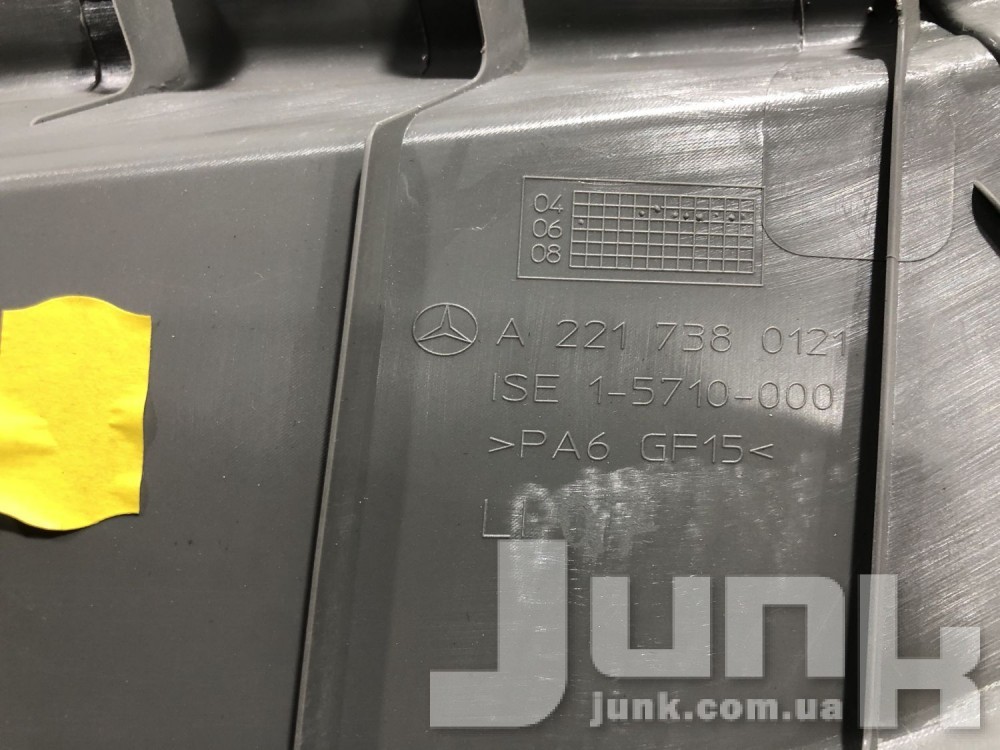 04
06
08
A 221 738 0121
ISE 1-5710-000
>PA6 GF15<
Junk
junk.com.ua